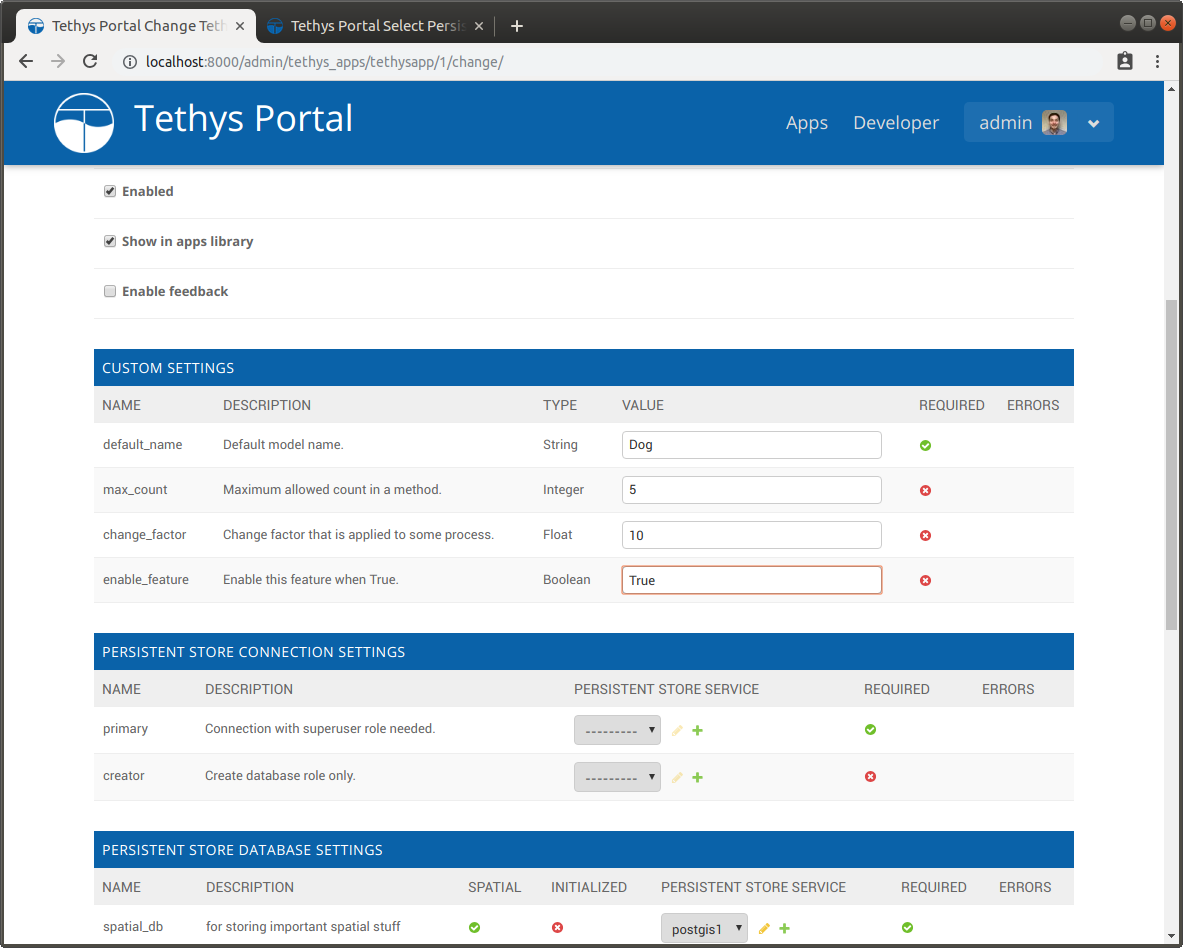 Tethys Portal Change Teth
Tethys Portal Select Persis
localhost:8000/admin/tethys_apps/tethysapp/1/change/
Tethys Portal
Apps Developer admin
Enabled
Show in apps library
Enable feedback
CUSTOM SETTINGS
NAME DESCRIPTION TYPE VALUE REQUIRED ERRORS
default_name Default model name. String Dog
max_count Maximum allowed count in a method. Integer 5
change_factor Change factor that is applied to some process. Float 10
enable_feature Enable this feature when True. Boolean True
PERSISTENT STORE CONNECTION SETTINGS
NAME DESCRIPTION PERSISTENT STORE SERVICE REQUIRED ERRORS
primary Connection with superuser role needed. ---------
creator Create database role only. ---------
PERSISTENT STORE DATABASE SETTINGS
NAME DESCRIPTION SPATIAL INITIALIZED PERSISTENT STORE SERVICE REQUIRED ERRORS
spatial_db for storing important spatial stuff postgis1